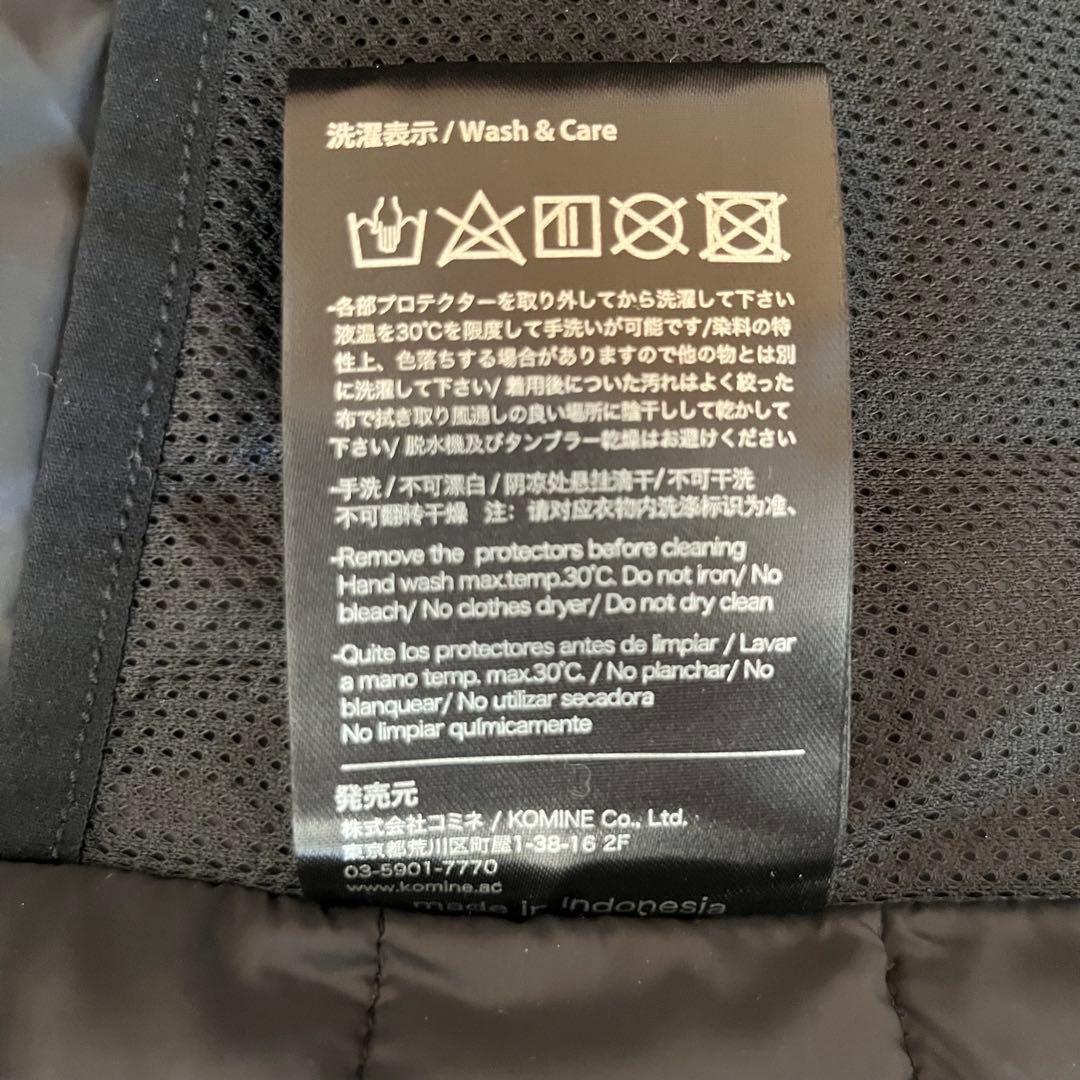 洗濯表示 / Wash & Care
-各部プロテクターを取り外してから洗濯して下さい
液温を30℃を限度して手洗いが可能です/染料の特
性上、色落ちする場合がありますので他の物とは別
に洗濯して下さい/ 着用後についた汚れはよく絞った
布で拭き取り風通しの良い場所に陰干しして乾かして
下さい/ 脱水機及びタンブラー乾燥はお避けください
-手洗 / 不可漂白 / 阴凉处悬挂滴干/ 不可干洗
不可翻转干燥 注: 请对应衣物内洗涤标识为准、
-Remove the protectors before cleaning
Hand wash max.temp.30℃. Do not iron/ No
bleach/ No clothes dryer/ Do not dry clean
-Quite los protectores antes de limpiar / Lavar
a mano temp. max.30℃. / No planchar/ No
blanquear/ No utilizar secadora
No limpiar químicamente
発売元
株式会社コミネ / KOMINE Co., Ltd.
東京都荒川区町屋1-38-16 2F
03-5901-7770
www.komine.ac
made in Indonesia